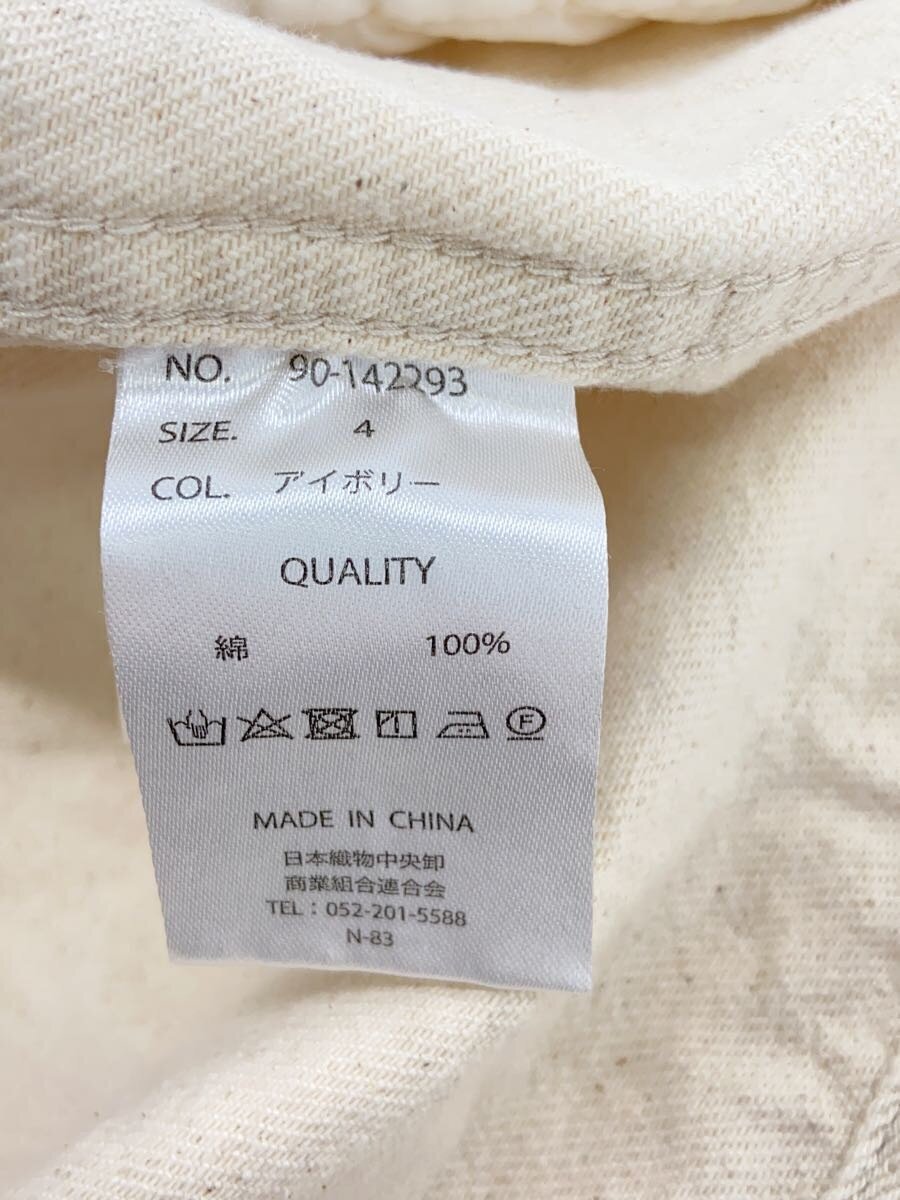 NO. 90-142293
SIZE. 4
COL. アイボリー
QUALITY
綿 100%
F
MADE IN CHINA
日本織物中央卸
商業組合連合会
TEL：052-201-5588
N-83